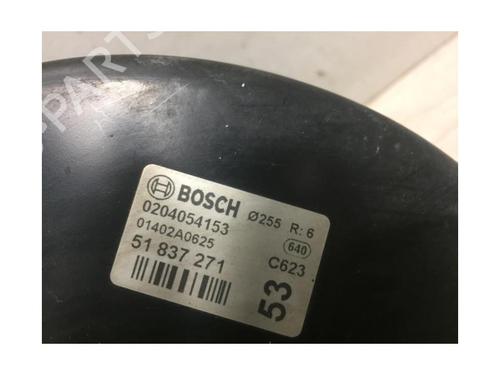 BOSCH Ø255 R: 6
0204054153
01402A0625 640
51 837 271 C623
53